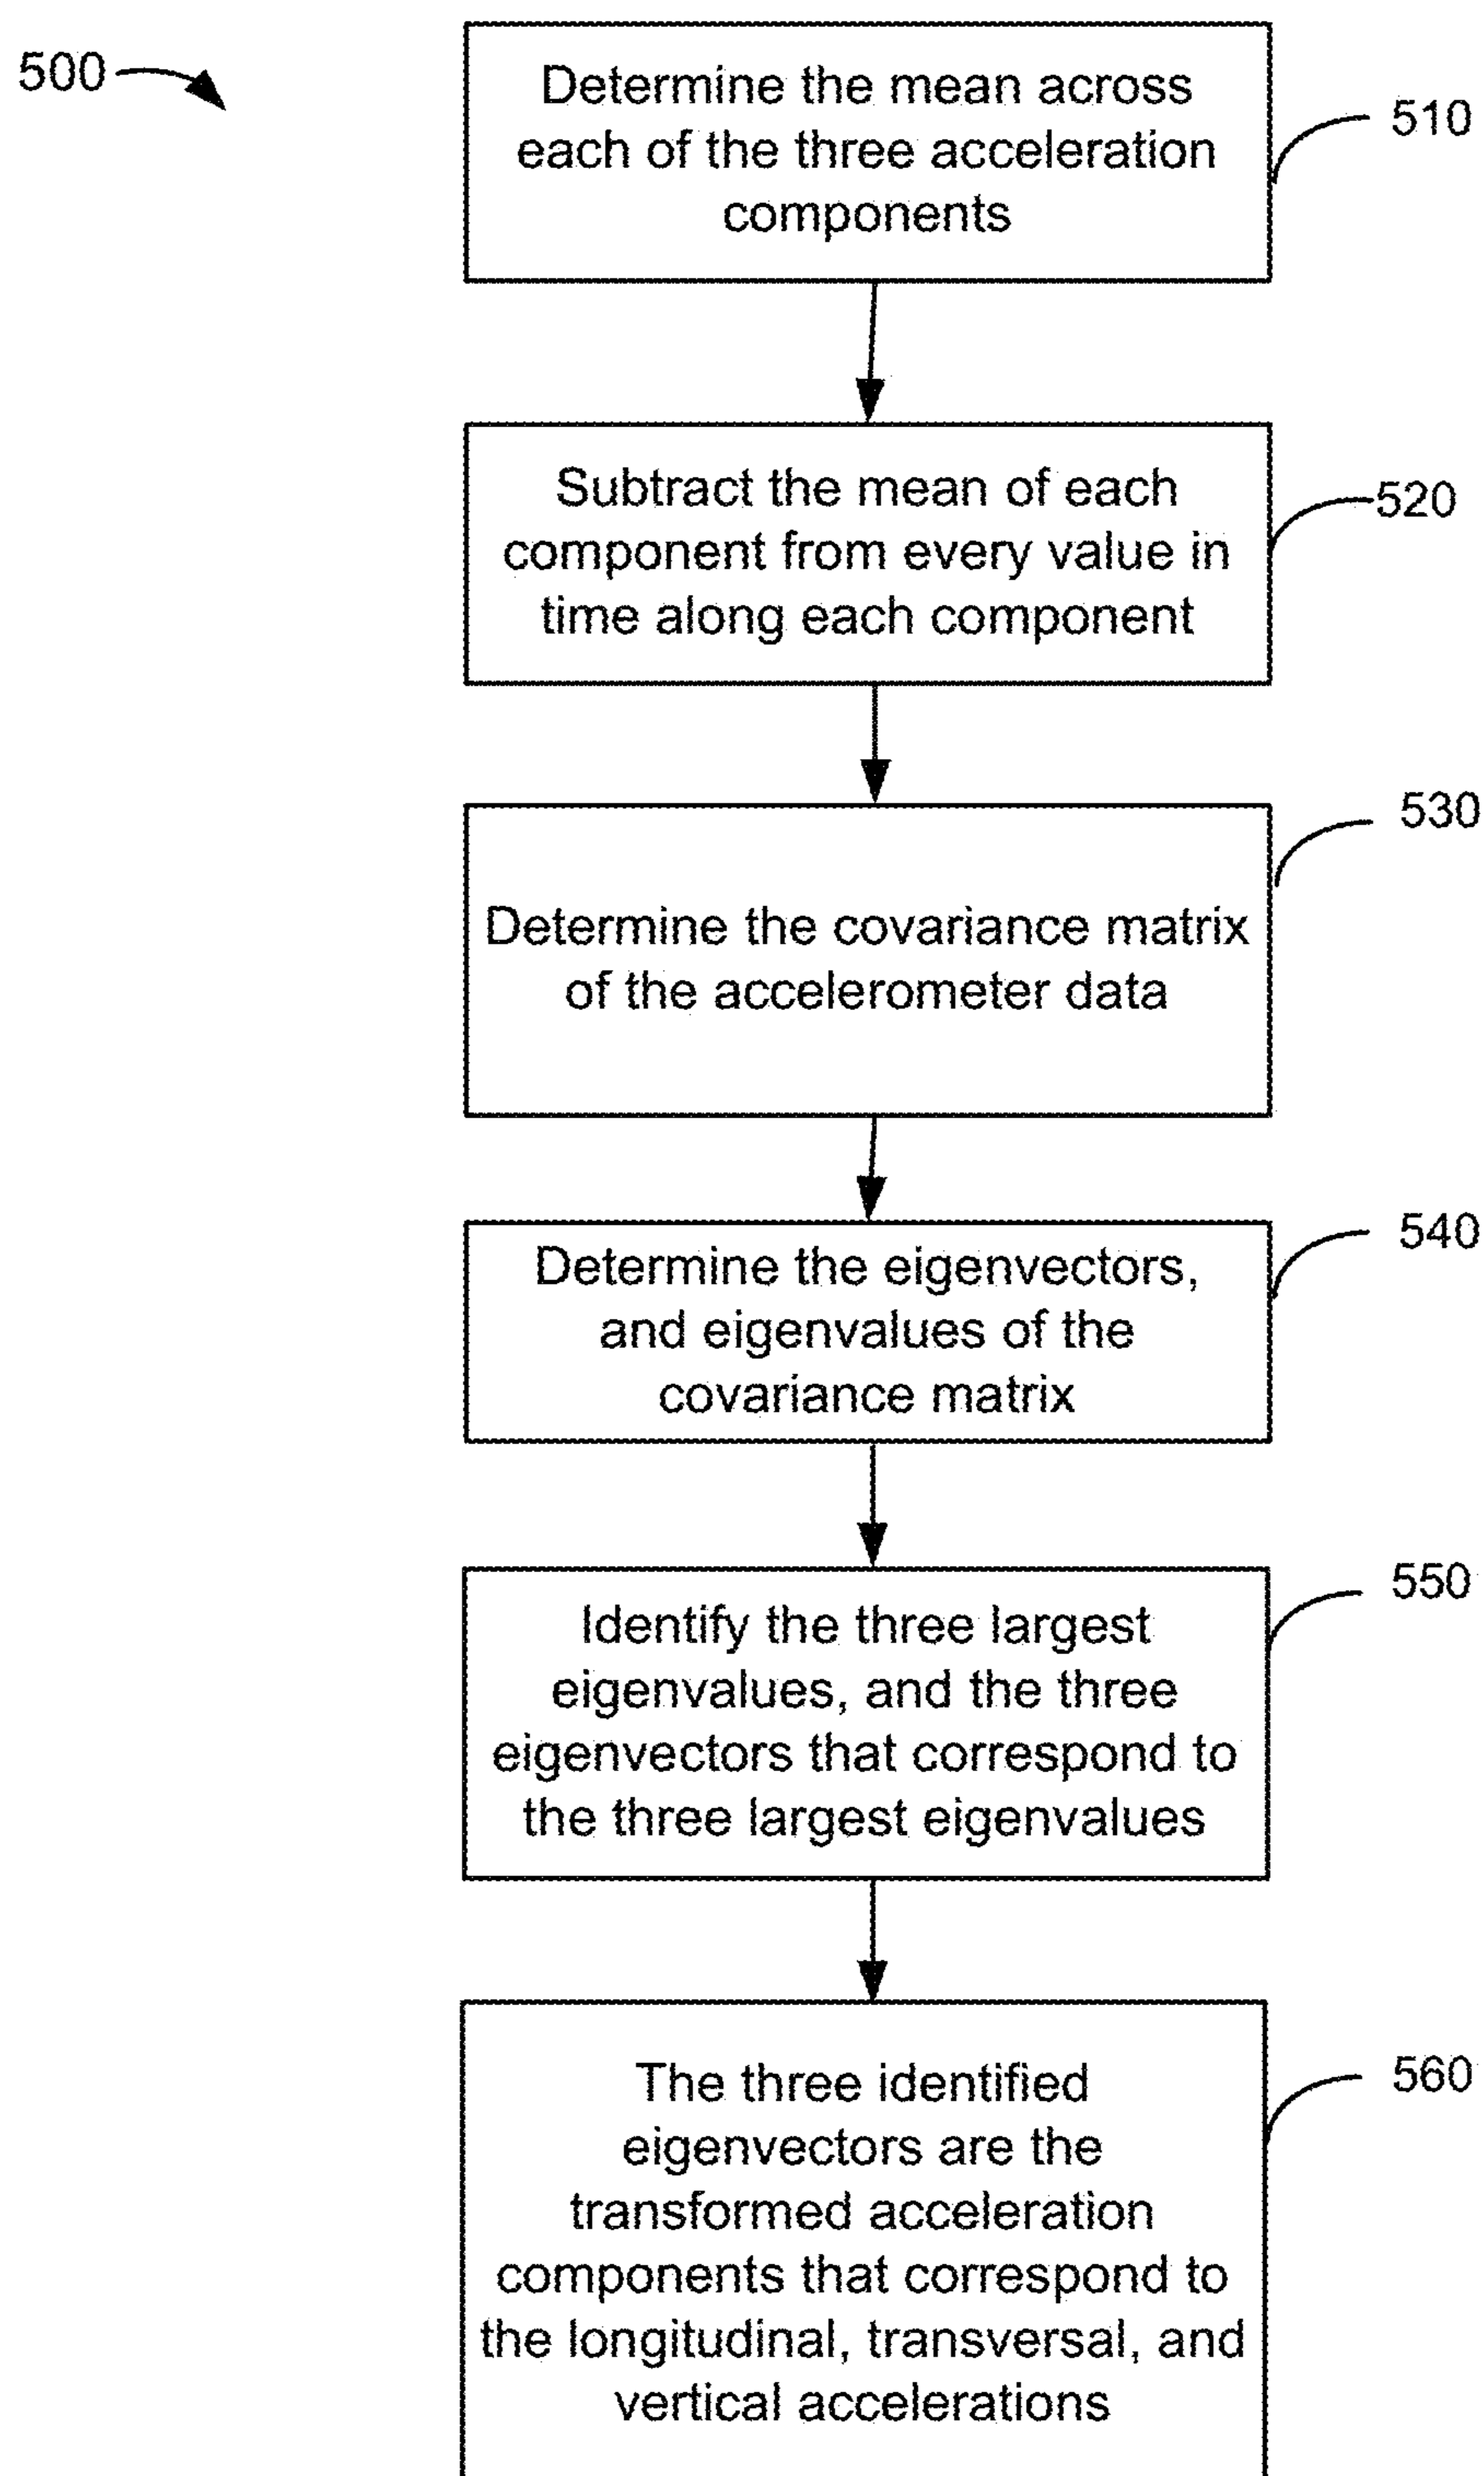 500
Determine the mean across
each of the three acceleration
components
510
Subtract the mean of each
component from every value in
time along each component
520
530
Determine the covariance matrix
of the accelerometer data
540
Determine the eigenvectors,
and eigenvalues of the
covariance matrix
550
Identify the three largest
eigenvalues, and the three
eigenvectors that correspond to
the three largest eigenvalues
560
The three identified
eigenvectors are the
transformed acceleration
components that correspond to
the longitudinal, transversal, and
vertical accelerations